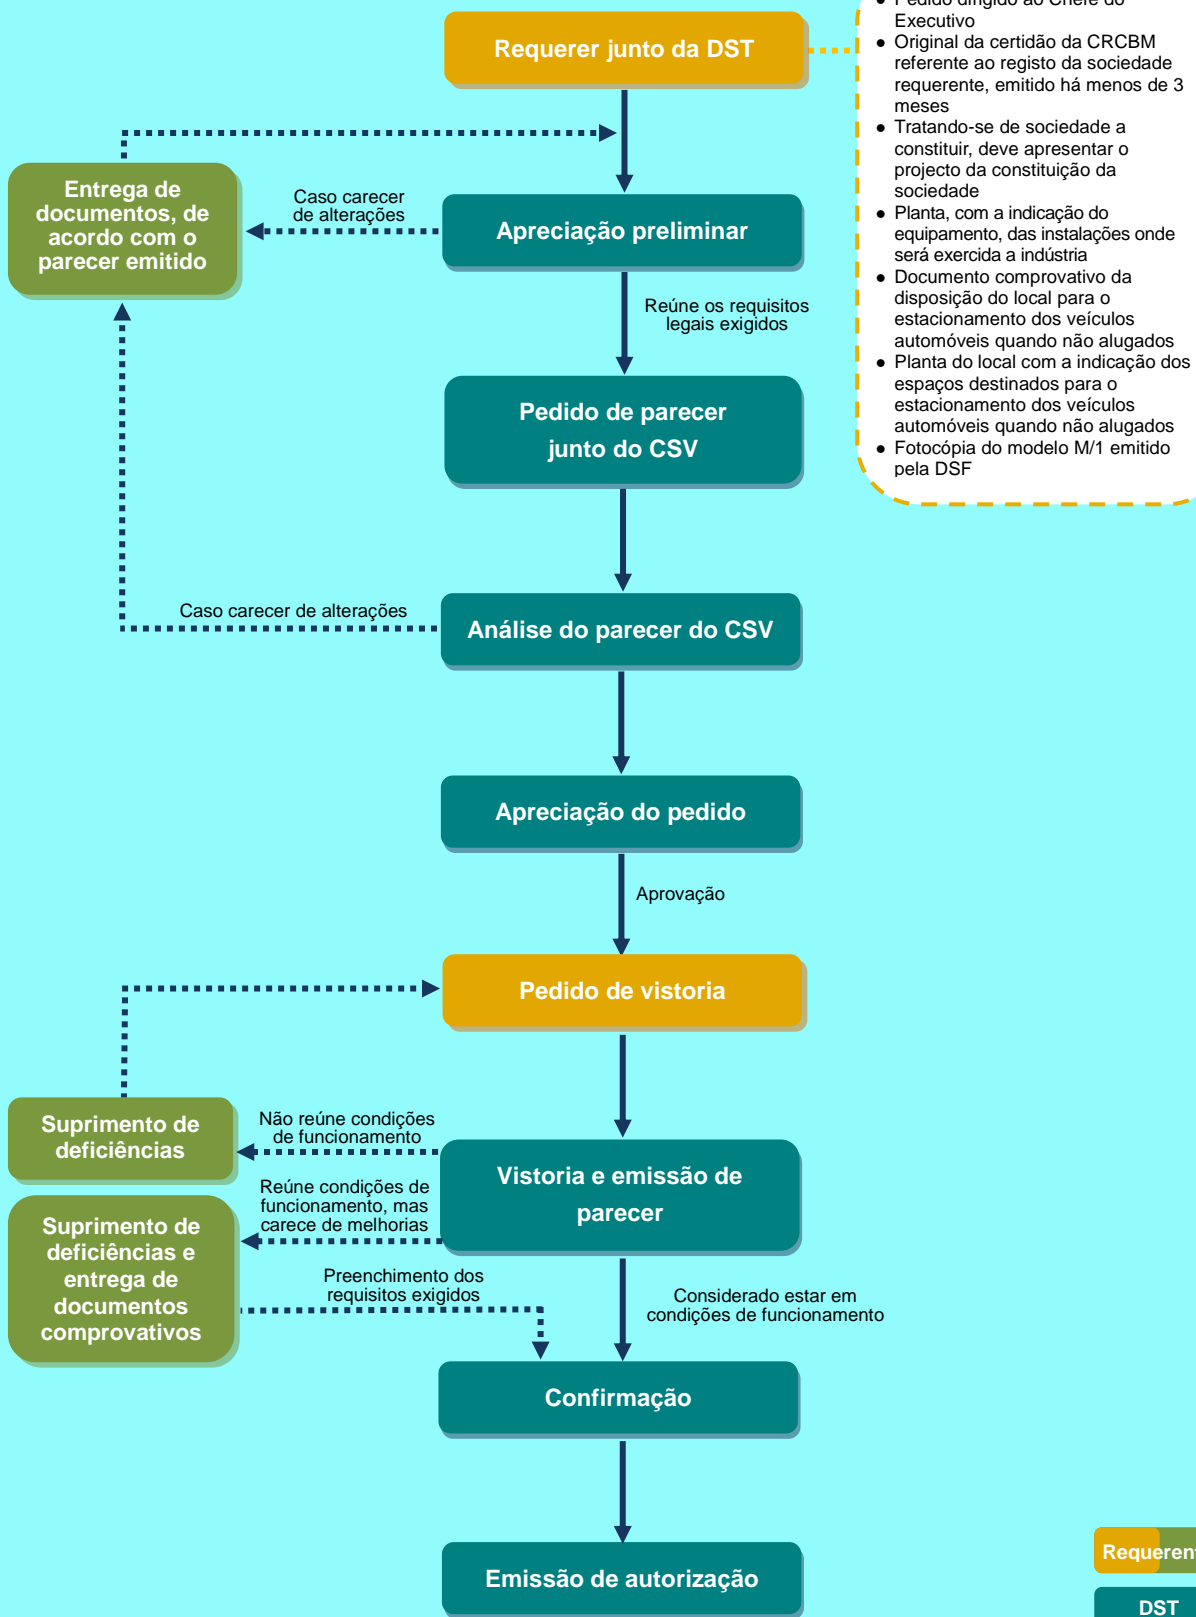 Pedido dirigido ao Chefe do
Executivo
● Original da certidão da CRCBM
referente ao registo da sociedade
requerente, emitido há menos de 3
meses
● Tratando-se de sociedade a
constituir, deve apresentar o
projecto da constituição da
sociedade
● Planta, com a indicação do
equipamento, das instalações onde
será exercida a indústria
● Documento comprovativo da
disposição do local para o
estacionamento dos veículos
automóveis quando não alugados
● Planta do local com a indicação dos
espaços destinados para o
estacionamento dos veículos
automóveis quando não alugados
● Fotocópia do modelo M/1 emitido
pela DSF
Requerer junto da DST
Entrega de
documentos, de
acordo com o
parecer emitido
Caso carecer
de alterações
Apreciação preliminar
Reúne os requisitos
legais exigidos
Pedido de parecer
junto do CSV
Caso carecer de alterações
Análise do parecer do CSV
Apreciação do pedido
Aprovação
Pedido de vistoria
Suprimento de
deficiências
Não reúne condições
de funcionamento
Vistoria e emissão de
parecer
Reúne condições de
funcionamento, mas
carece de melhorias
Suprimento de
deficiências e
entrega de
documentos
comprovativos
Preenchimento dos
requisitos exigidos
Considerado estar em
condições de funcionamento
Confirmação
Emissão de autorização
Requerent
DST